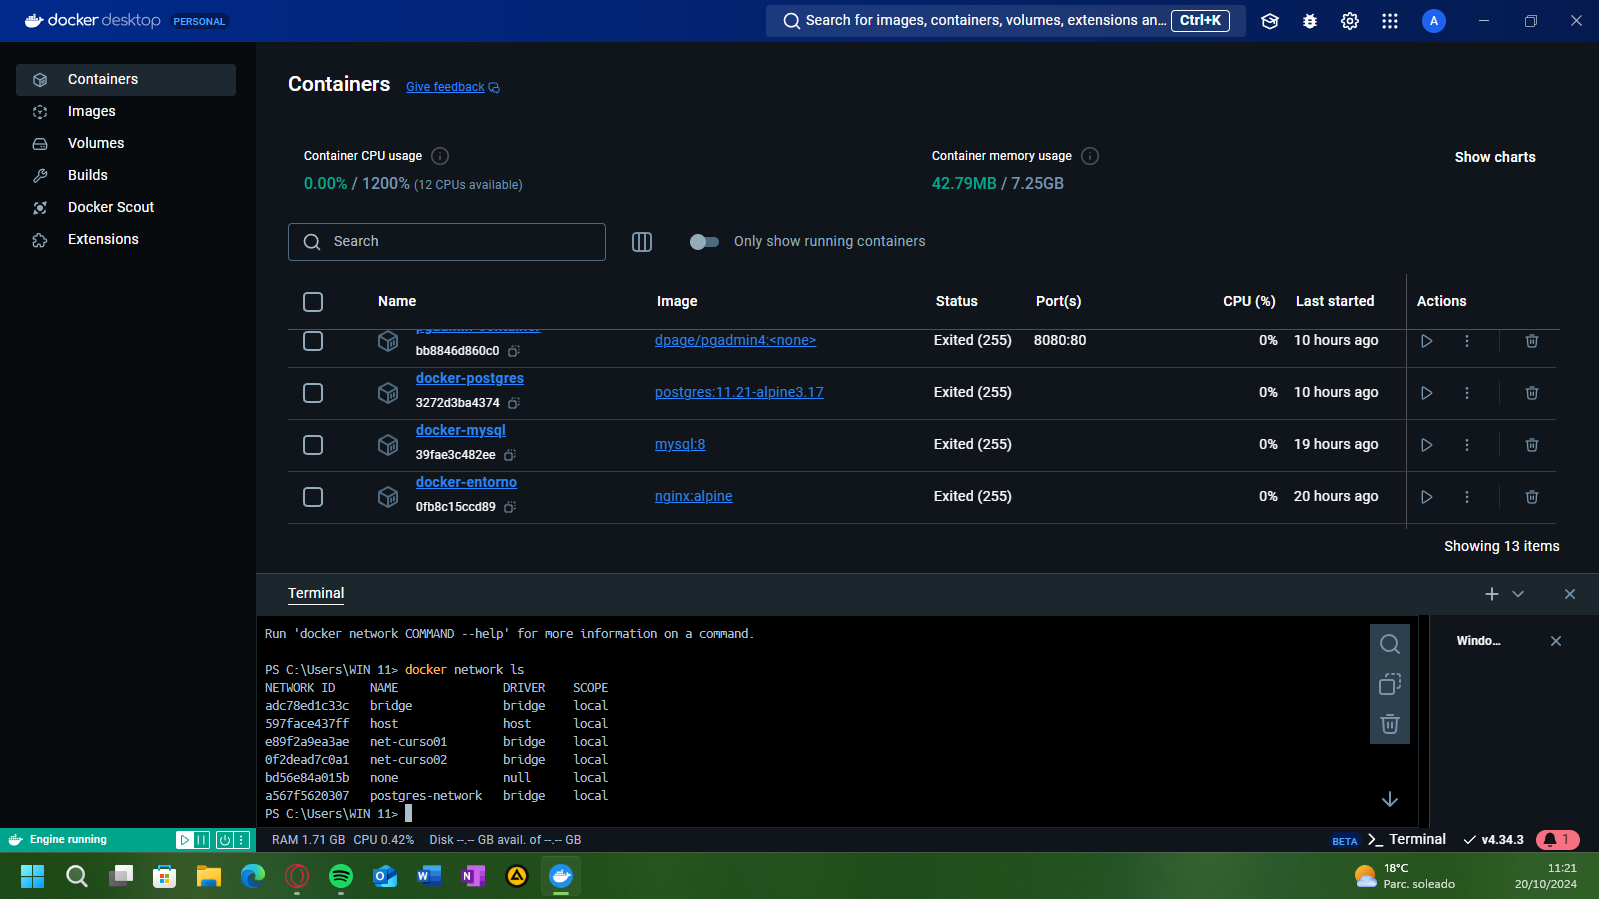 docker desktop PERSONAL
Search for images, containers, volumes, extensions an... Ctrl+K
A
Containers
Images
Volumes
Builds
Docker Scout
Extensions
Containers Give feedback
Container CPU usage
0.00% / 1200% (12 CPUs available)
Container memory usage
42.79MB / 7.25GB
Show charts
Search
Only show running containers
Name Image Status Port(s) CPU (%) Last started Actions
pgadmin-container
bb8846d860c0
dpage/pgadmin4:<none> Exited (255) 8080:80 0% 10 hours ago
docker-postgres
3272d3ba4374
postgres:11.21-alpine3.17 Exited (255) 0% 10 hours ago
docker-mysql
39fae3c482ee
mysql:8 Exited (255) 0% 19 hours ago
docker-entorno
0fb8c15ccd89
nginx:alpine Exited (255) 0% 20 hours ago
Showing 13 items
Terminal
Run 'docker network COMMAND --help' for more information on a command.
PS C:\Users\WIN 11> docker network ls
NETWORK ID NAME DRIVER SCOPE
adc78ed1c33c bridge bridge local
597face437ff host host local
e89f2a9ea3ae net-curso01 bridge local
0f2dead7c0a1 net-curso02 bridge local
bd56e84a015b none null local
a567f5620307 postgres-network bridge local
PS C:\Users\WIN 11>
Windo...
Engine running
RAM 1.71 GB CPU 0.42% Disk --.-- GB avail. of --.-- GB
BETA >_ Terminal v4.34.3 1
18°C
Parc. soleado
11:21
20/10/2024